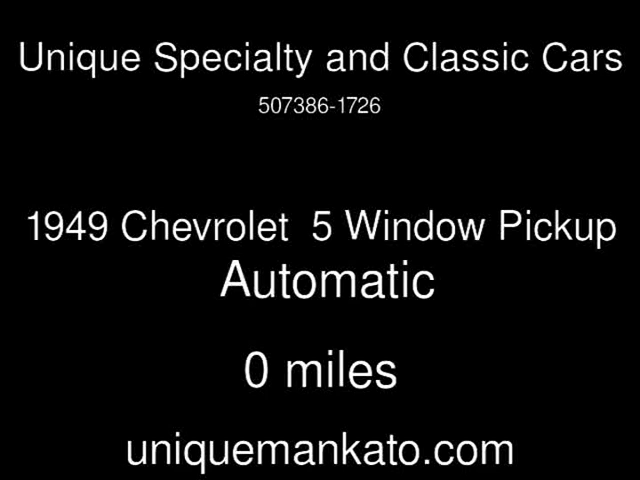 Unique Specialty and Classic Cars
507386-1726
1949 Chevrolet  5 Window Pickup
Automatic
0 miles
uniquemankato.com